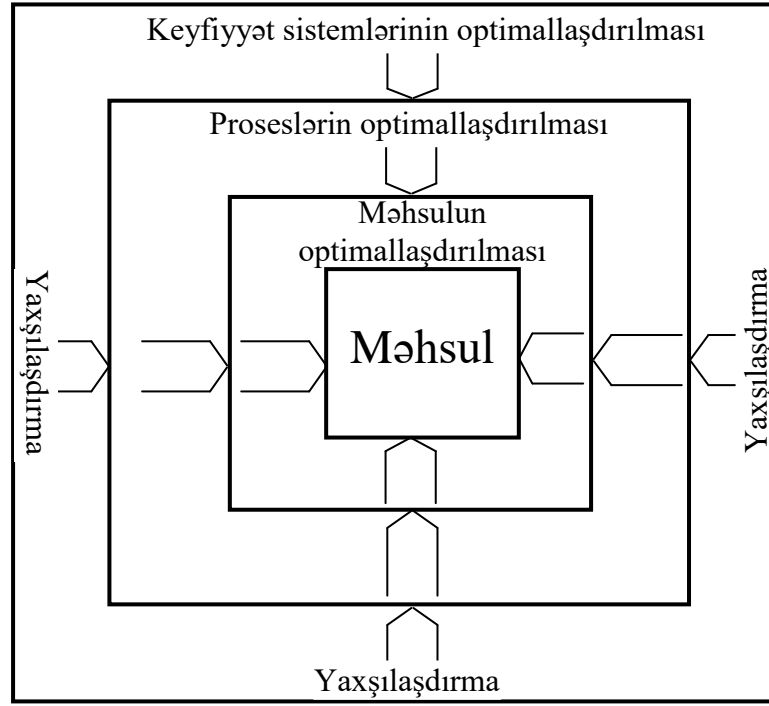 Keyfiyyət sistemlərinin optimallaşdırılması
Proseslərin optimallaşdırılması
Məhsulun
optimallaşdırılması
Yaxşılaşdırma
Məhsul
Yaxşılaşdırma
Yaxşılaşdırma